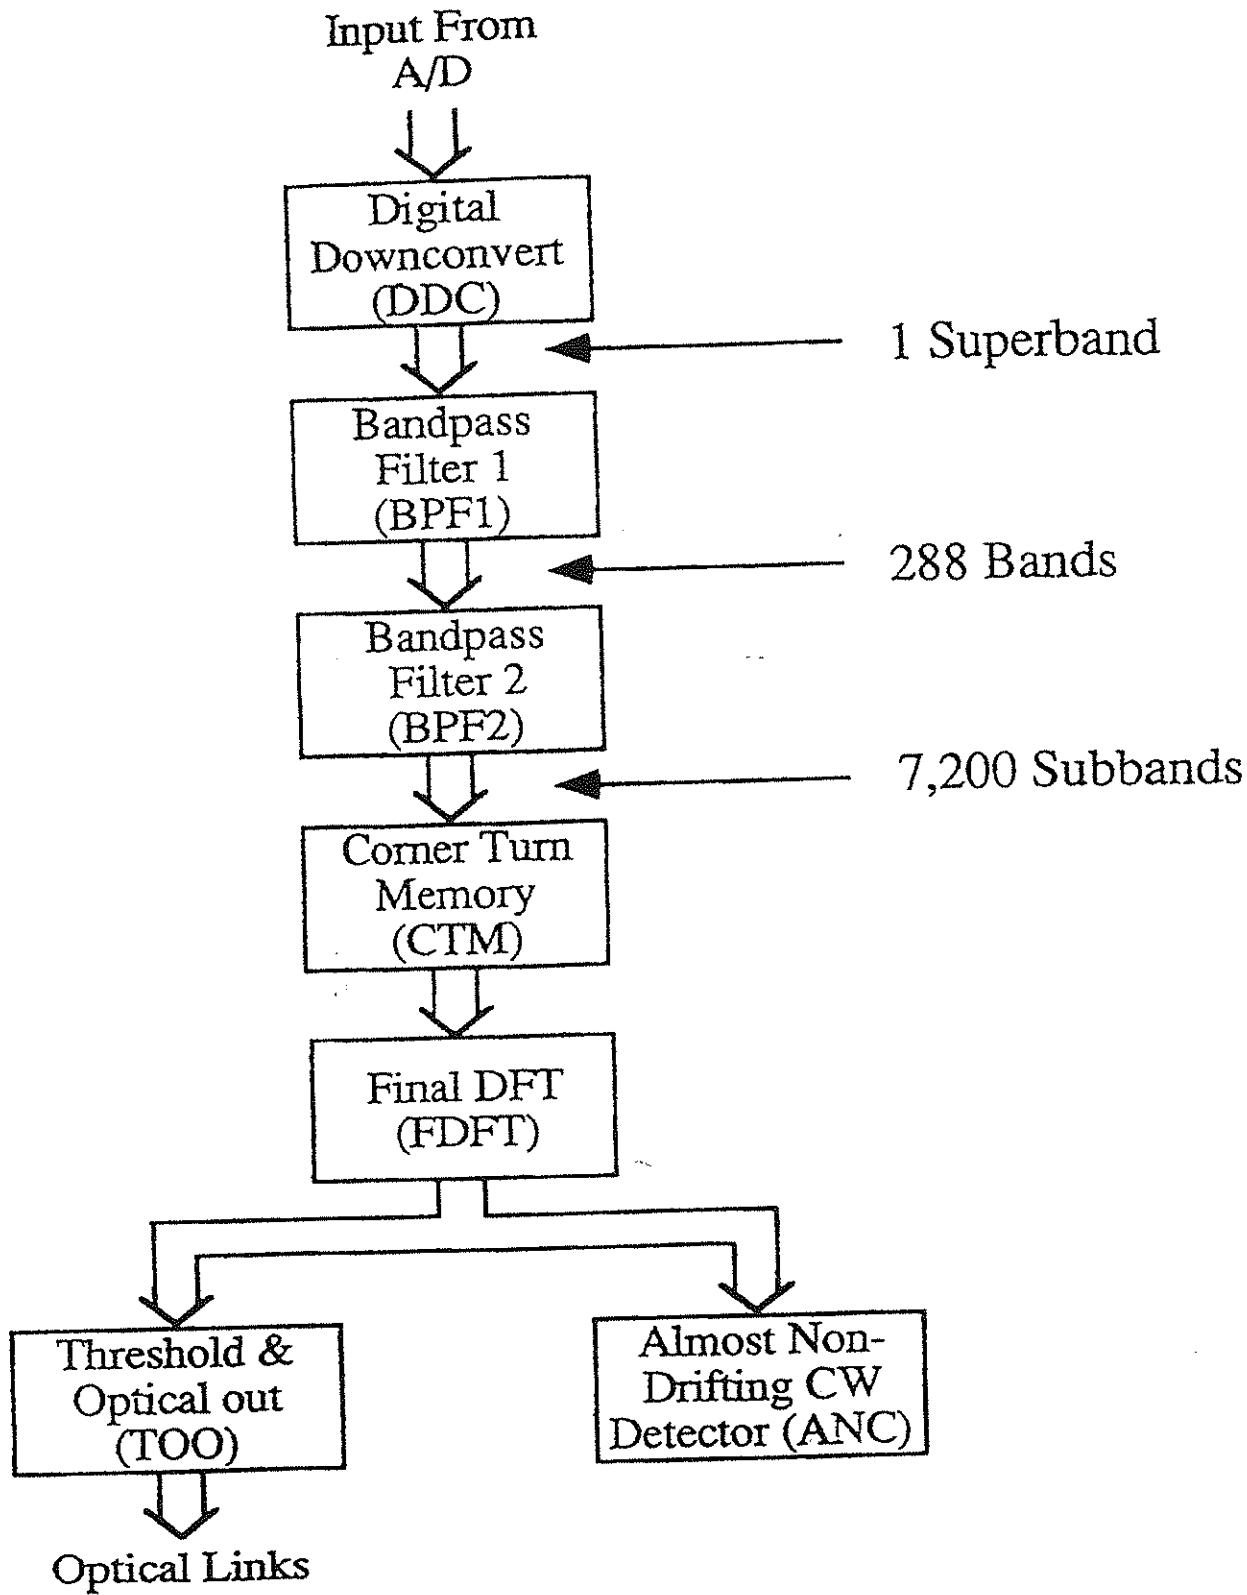 Input From
A/D
Digital
Downconvert
(DDC)
1 Superband
Bandpass
Filter 1
(BPF1)
288 Bands
Bandpass
Filter 2
(BPF2)
7,200 Subbands
Corner Turn
Memory
(CTM)
Final DFT
(FDFT)
Threshold &
Optical out
(TOO)
Almost Non-
Drifting CW
Detector (ANC)
Optical Links